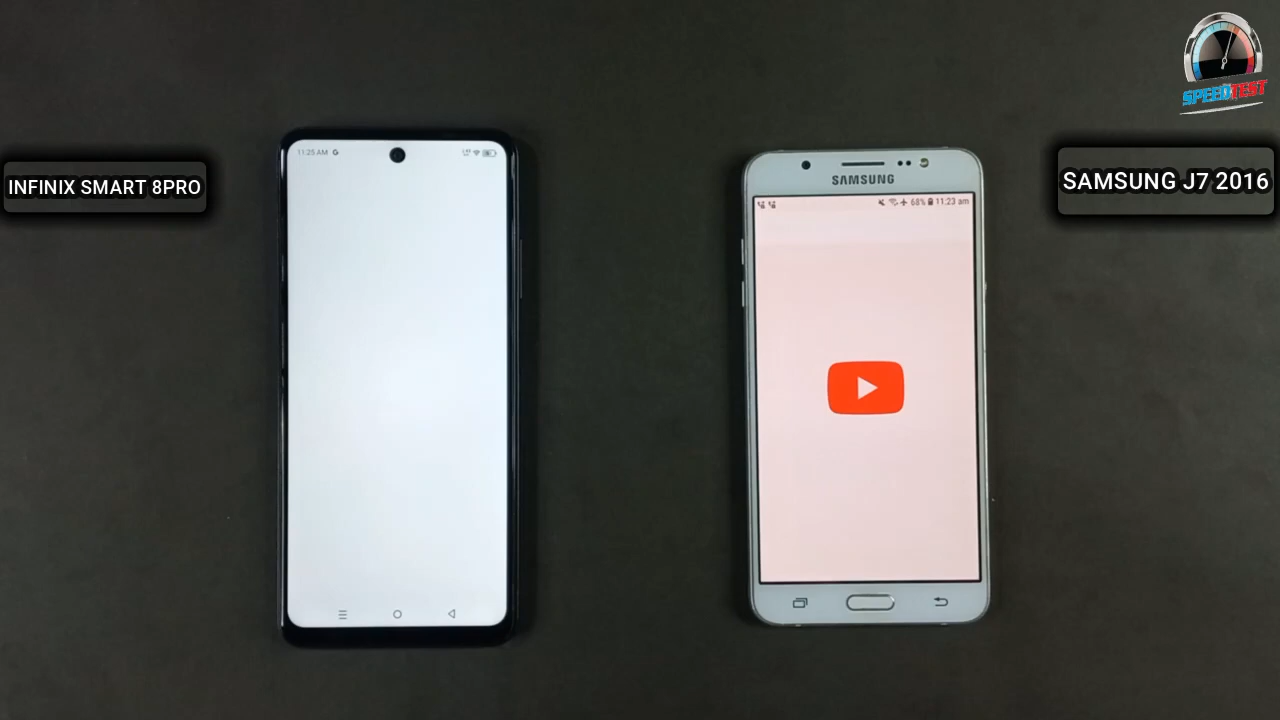 SPEEDTEST
11:25 AM G
INFINIX SMART 8PRO
SAMSUNG J7 2016
SAMSUNG
68% 11:23 am